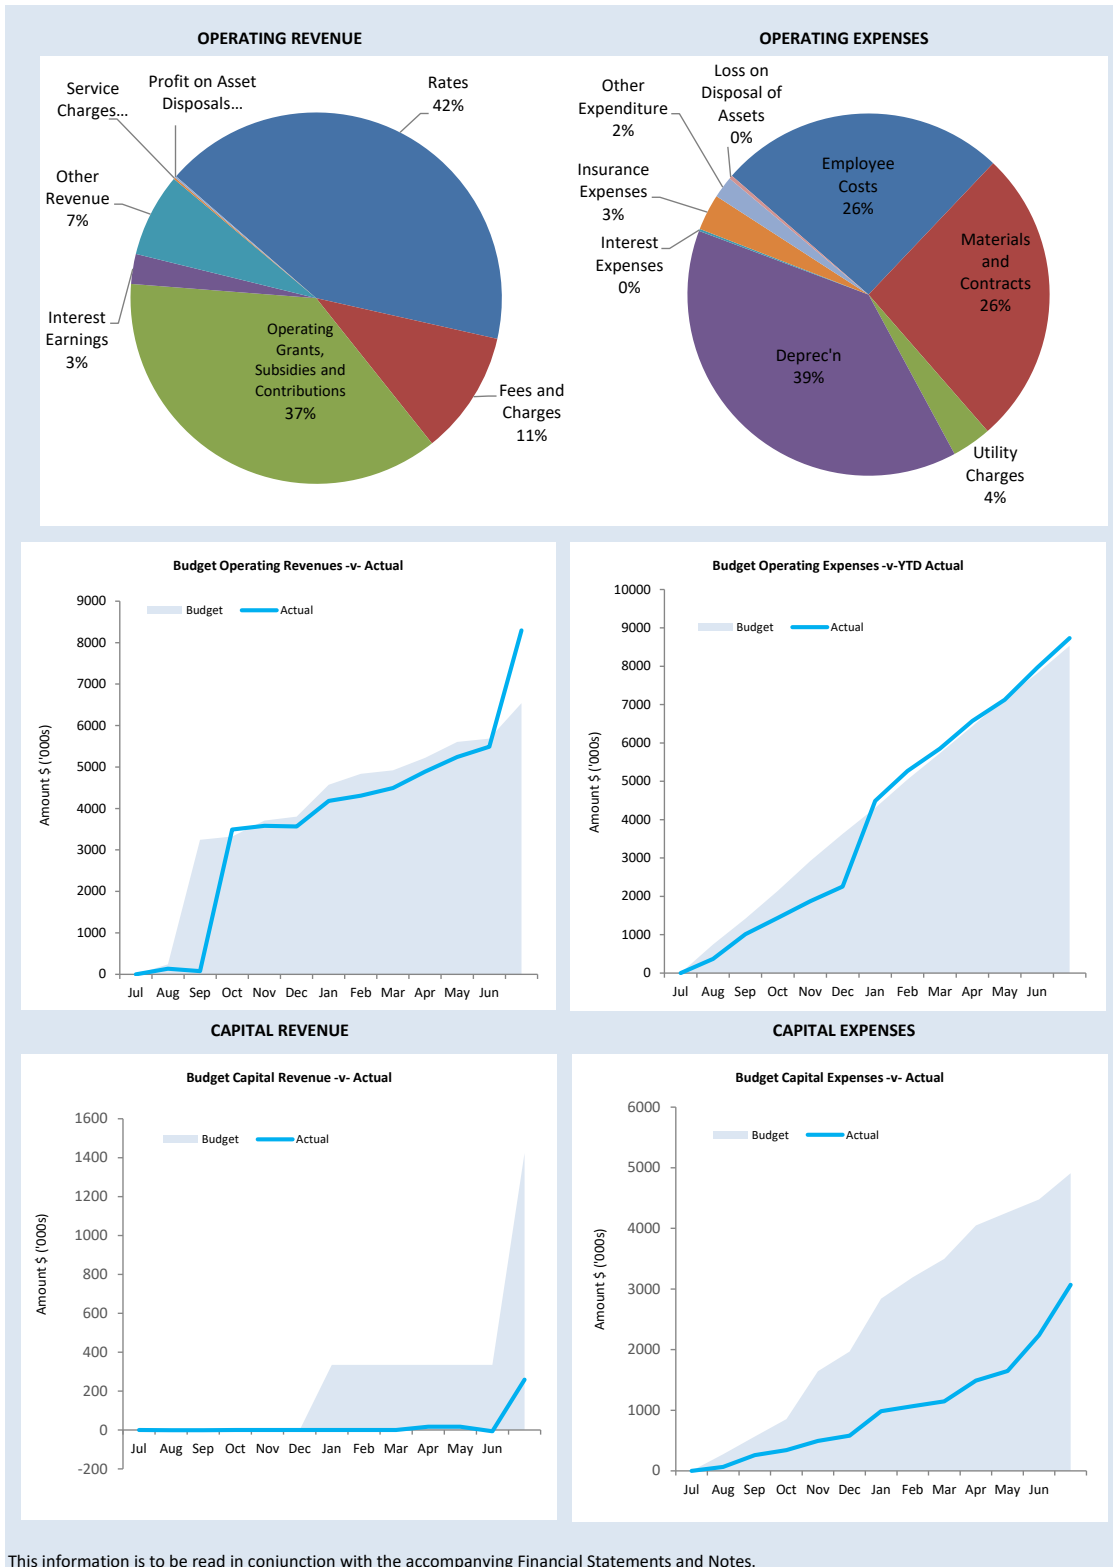 OPERATING REVENUE
Service
Charges...
Profit on Asset
Disposals...
Rates
42%
Other
Revenue
7%
Interest
Earnings
3%
Operating
Grants,
Subsidies and
Contributions
37%
Fees and
Charges
11%
OPERATING EXPENSES
Loss on
Disposal of
Assets
0%
Other
Expenditure
2%
Insurance
Expenses
3%
Interest
Expenses
0%
Employee
Costs
26%
Materials
and
Contracts
26%
Deprec'n
39%
Utility
Charges
4%
Budget Operating Revenues -v- Actual
Budget
Actual
Amount $ ('000s)
9000
8000
7000
6000
5000
4000
3000
2000
1000
0
Jul Aug Sep Oct Nov Dec Jan Feb Mar Apr May Jun
Budget Operating Expenses -v-YTD Actual
Budget
Actual
Amount $ ('000s)
10000
9000
8000
7000
6000
5000
4000
3000
2000
1000
0
Jul Aug Sep Oct Nov Dec Jan Feb Mar Apr May Jun
CAPITAL REVENUE
Budget Capital Revenue -v- Actual
Budget
Actual
Amount $ ('000s)
1600
1400
1200
1000
800
600
400
200
0
-200
Jul Aug Sep Oct Nov Dec Jan Feb Mar Apr May Jun
CAPITAL EXPENSES
Budget Capital Expenses -v- Actual
Budget
Actual
Amount $ ('000s)
6000
5000
4000
3000
2000
1000
0
Jul Aug Sep Oct Nov Dec Jan Feb Mar Apr May Jun
This information is to be read in conjunction with the accompanying Financial Statements and Notes.